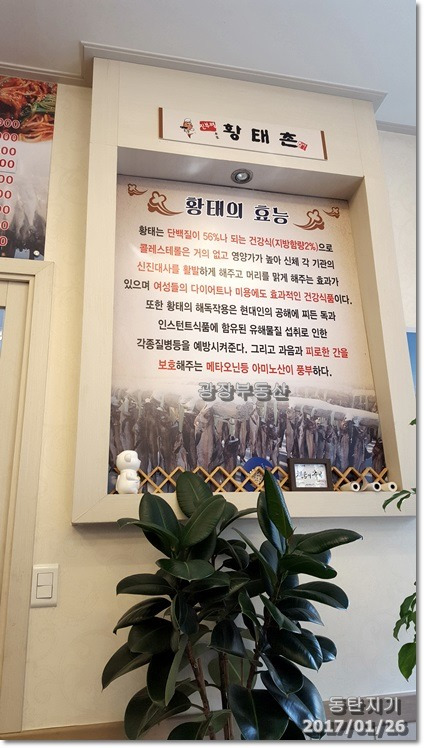 황태촌
황태의 효능
황태는 단백질이 56%나 되는 건강식(지방함량2%)으로
콜레스테롤은 거의 없고 영양가가 높아 신체 각 기관의
신진대사를 활발하게 해주고 머리를 맑게 해주는 효과가
있으며 여성들의 다이어트나 미용에도 효과적인 건강식품이다.
또한 황태의 해독작용은 현대인의 공해에 찌든 독과
인스턴트식품에 함유된 유해물질 섭취로 인한
각종질병등을 예방시켜준다. 그리고 과음과 피로한 간을
보호해주는 메타오닌등 아미노산이 풍부하다.
광장부동산
동탄지기
2017/01/26